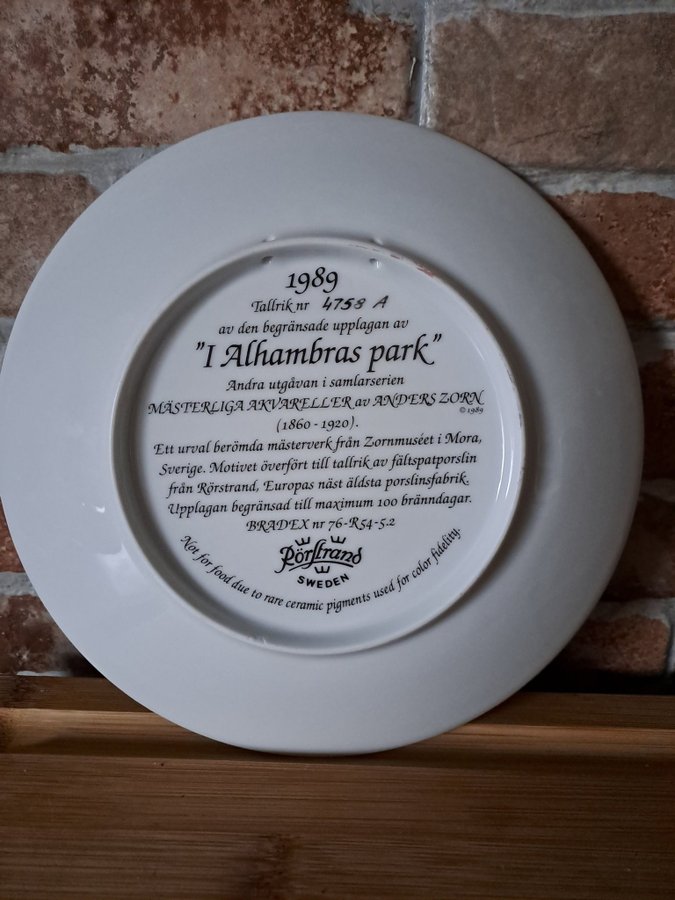 1989
Tallrik nr 4758 A
av den begränsade upplagan av
"I Alhambras park"
Andra utgåvan i samlarserien
MÄSTERLIGA AKVARELLER av ANDERS ZORN
© 1989
(1860 - 1920).
Ett urval berömda mästerverk från Zornmuséet i Mora,
Sverige. Motivet överfört till tallrik av fältspatporslin
från Rörstrand, Europas näst äldsta porslinsfabrik.
Upplagan begränsad till maximum 100 bränndagar.
BRADEX nr 76-R54-5.2
Rörstrand
SWEDEN
Not for food due to rare ceramic pigments used for color fidelity.